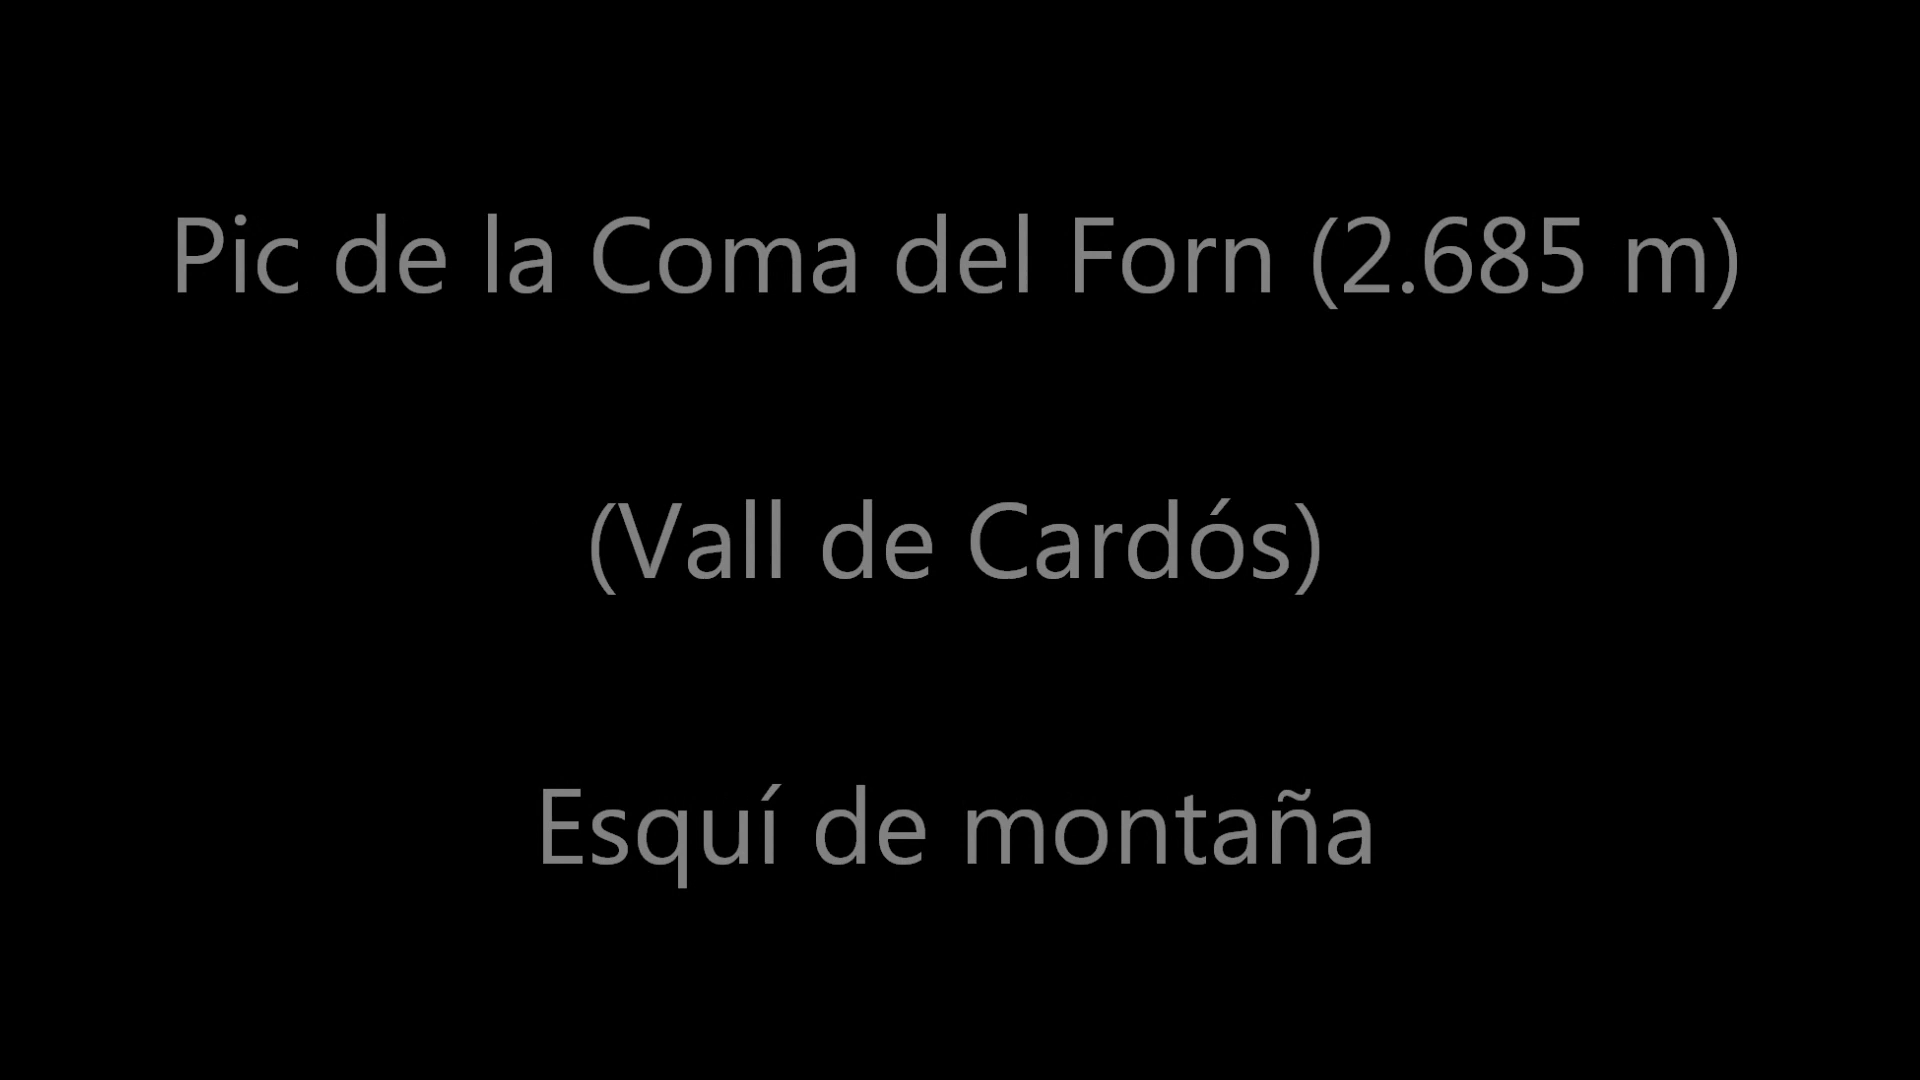 Pic de la Coma del Forn (2.685 m)
(Vall de Cardós)
Esquí de montaña